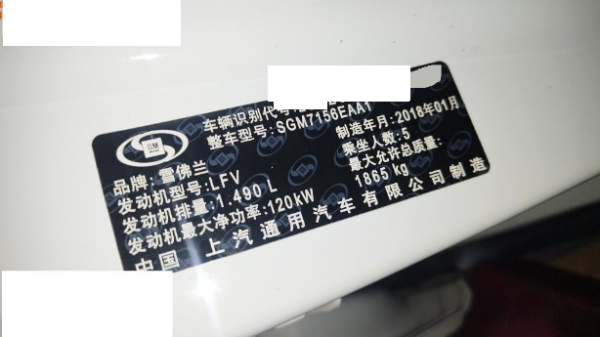 GM
车辆识别代号
整车型号:SGM7156EAA1
品牌:雪佛兰
制造年月:2018年01月
发动机型号:LFV
乘坐人数:5
发动机排量:1.490 L
最大允许总质量:
发动机最大净功率:120kW
1865 kg
中国 上汽通用汽车有限公司制造